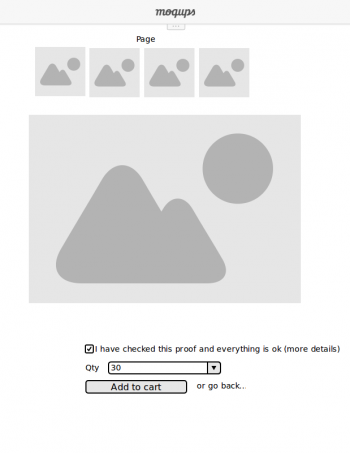 moqups
Page
I have checked this proof and everything is ok (more details)
Qty 30
Add to cart or go back..